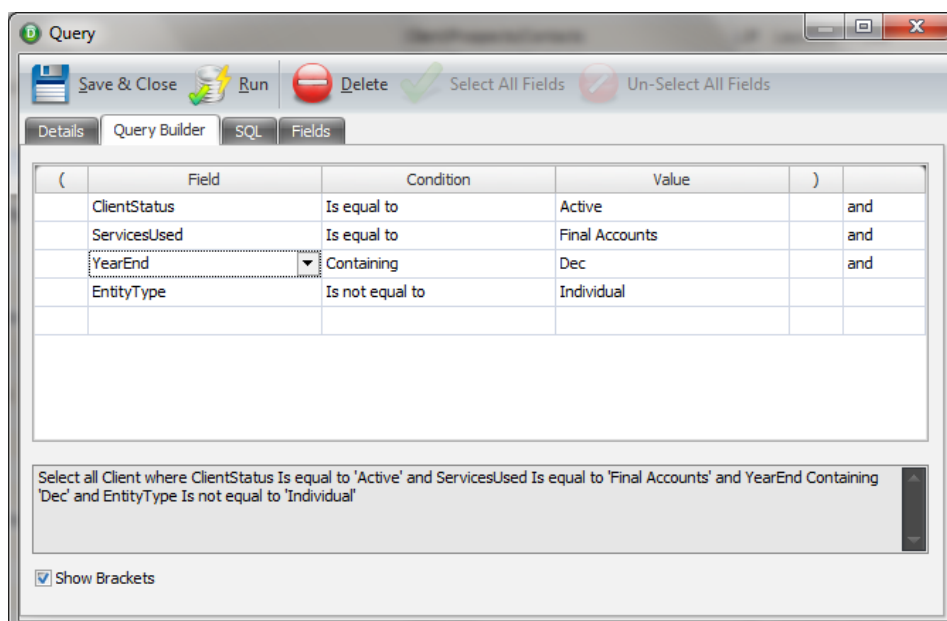 Query
Save & Close Run Delete Select All Fields Un-Select All Fields
Details Query Builder SQL Fields
( Field Condition Value )
ClientStatus Is equal to Active and
ServicesUsed Is equal to Final Accounts and
YearEnd Containing Dec and
EntityType Is not equal to Individual
Select all Client where ClientStatus Is equal to 'Active' and ServicesUsed Is equal to 'Final Accounts' and YearEnd Containing
'Dec' and EntityType Is not equal to 'Individual'
Show Brackets